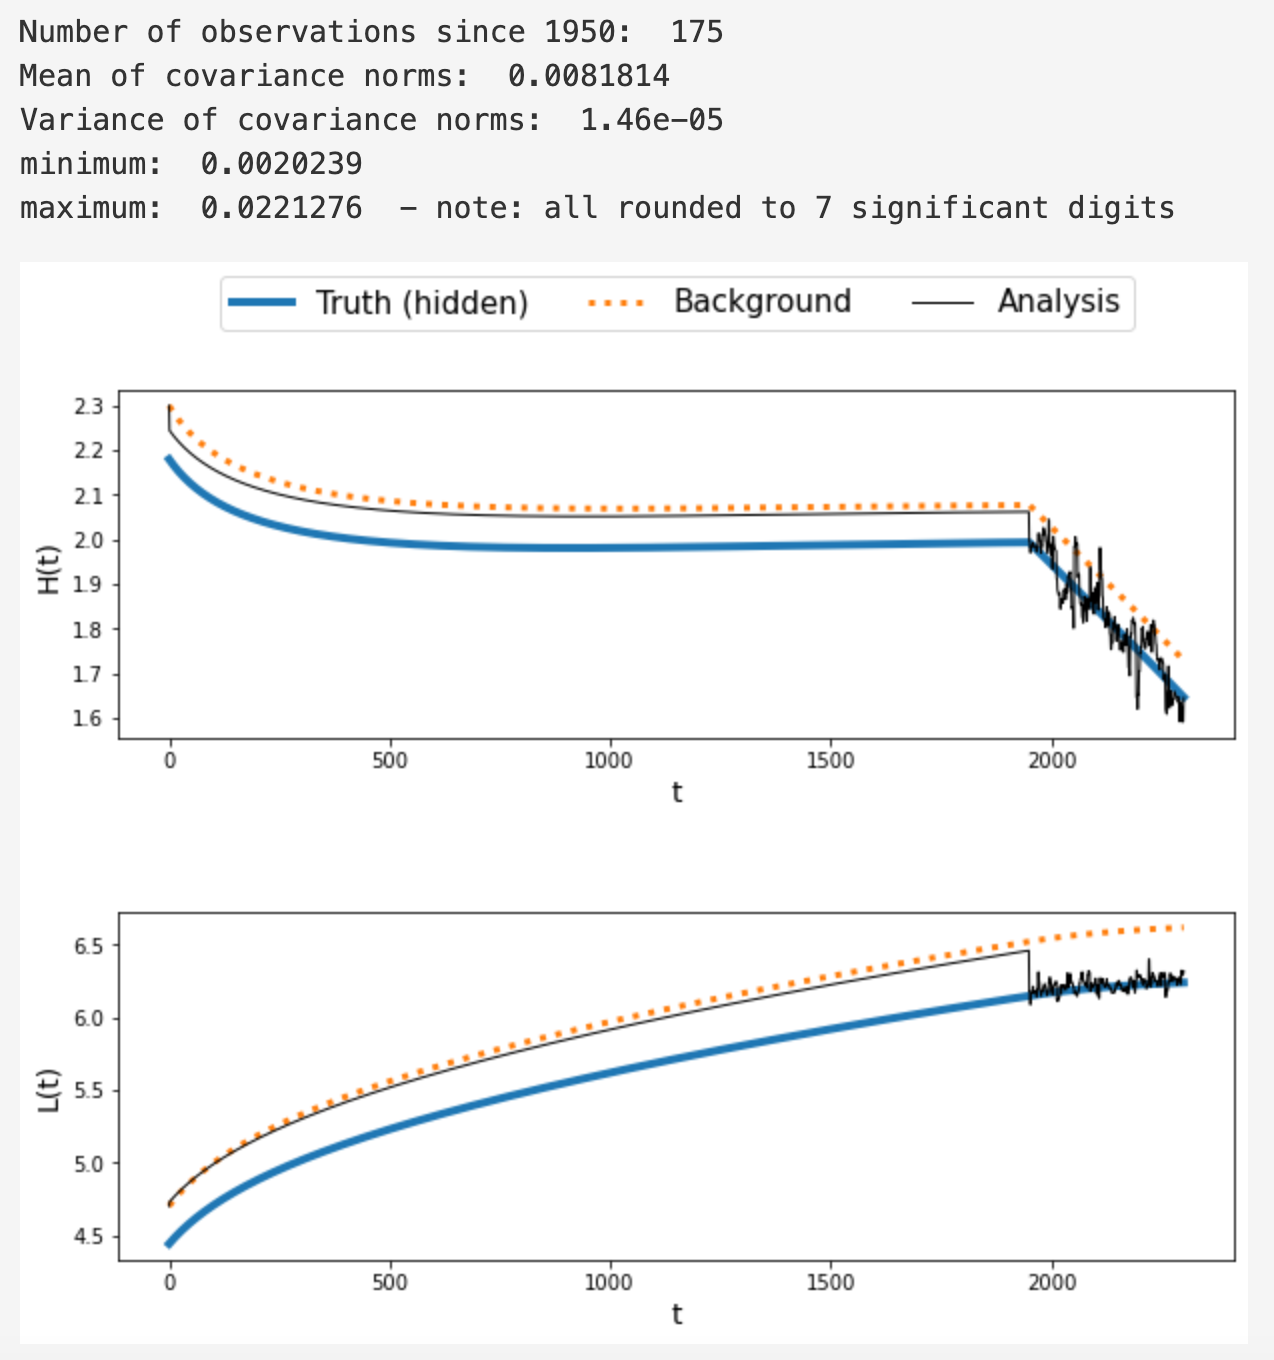 Number of observations since 1950:  175
Mean of covariance norms:  0.0081814
Variance of covariance norms:  1.46e-05
minimum:  0.0020239
maximum:  0.0221276  - note: all rounded to 7 significant digits
Truth (hidden) Background Analysis
2.3
2.2
2.1
2.0
1.9
1.8
1.7
1.6
H(t)
0 500 1000 1500 2000
t
6.5
6.0
5.5
5.0
4.5
L(t)
0 500 1000 1500 2000
t